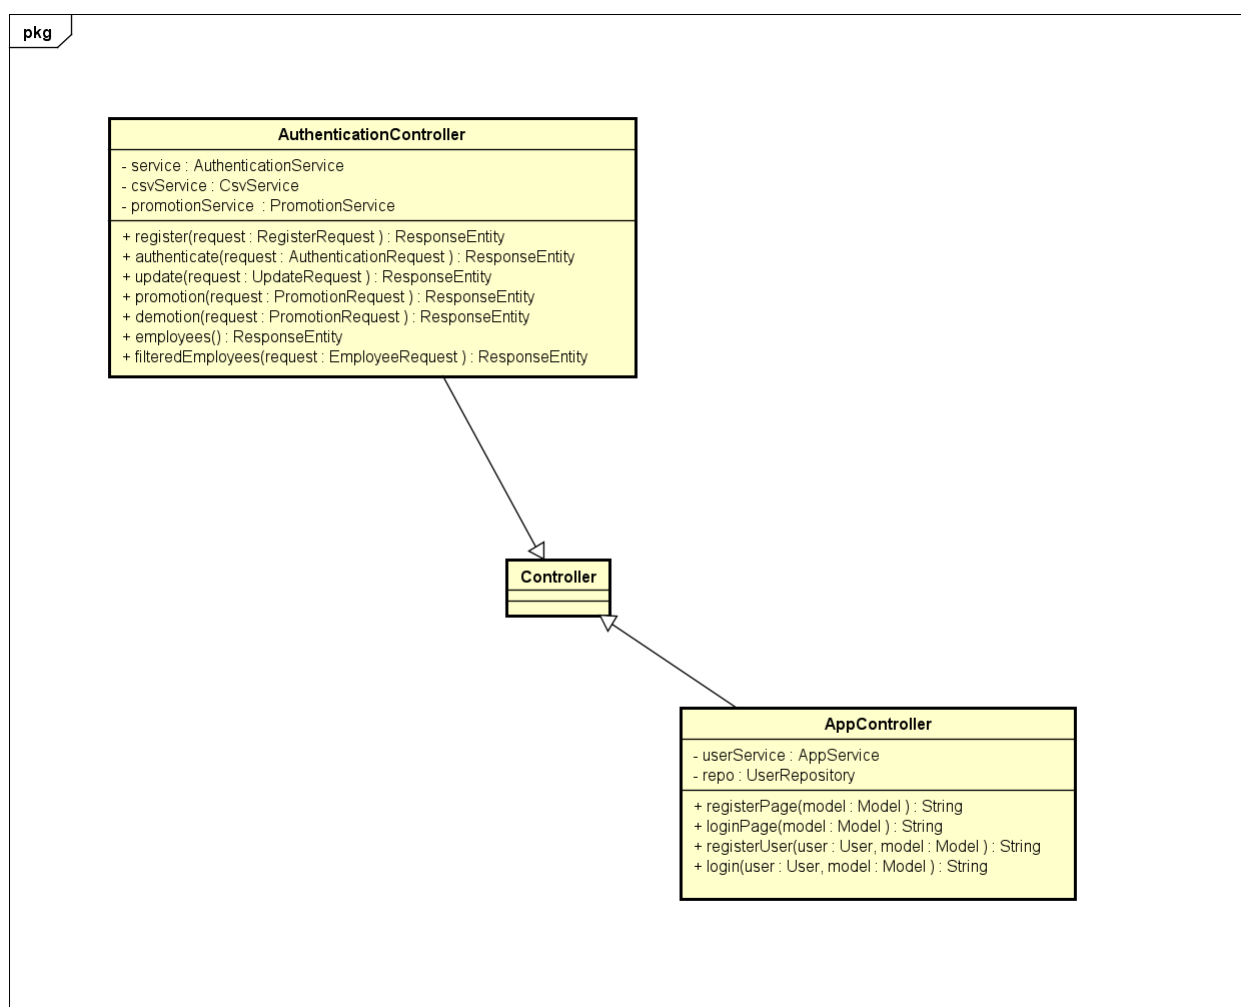 pkg
AuthenticationController
- service : AuthenticationService
- csvService : CsvService
- promotionService : PromotionService
+ register(request : RegisterRequest ) : ResponseEntity
+ authenticate(request : AuthenticationRequest ) : ResponseEntity
+ update(request : UpdateRequest ) : ResponseEntity
+ promotion(request : PromotionRequest ) : ResponseEntity
+ demotion(request : PromotionRequest ) : ResponseEntity
+ employees() : ResponseEntity
+ filteredEmployees(request : EmployeeRequest ) : ResponseEntity
Controller
AppController
- userService : AppService
- repo : UserRepository
+ registerPage(model : Model ) : String
+ loginPage(model : Model ) : String
+ registerUser(user : User, model : Model ) : String
+ login(user : User, model : Model ) : String